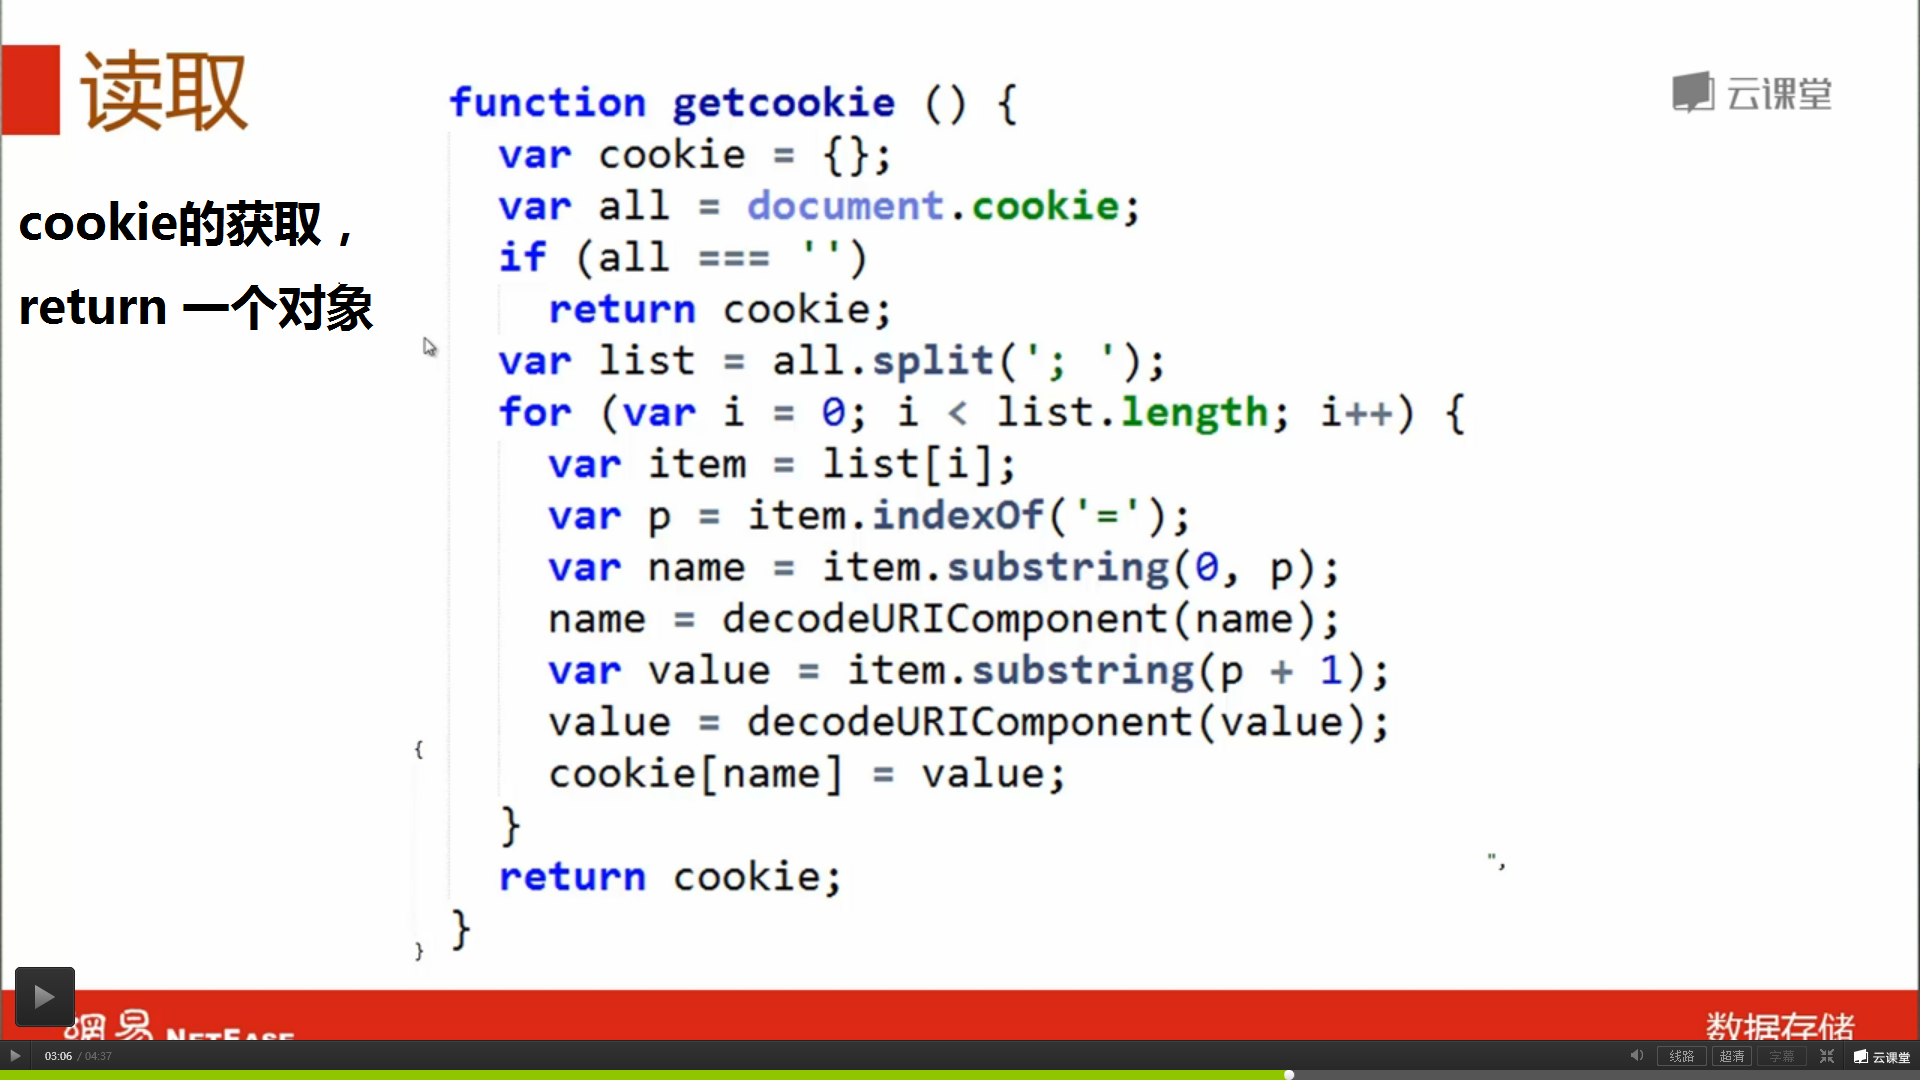 读取
云课堂
cookie的获取，
return 一个对象
function getcookie () {
  var cookie = {};
  var all = document.cookie;
  if (all === '')
    return cookie;
  var list = all.split('; ');
  for (var i = 0; i < list.length; i++) {
    var item = list[i];
    var p = item.indexOf('=');
    var name = item.substring(0, p);
    name = decodeURIComponent(name);
    var value = item.substring(p + 1);
    value = decodeURIComponent(value);
    cookie[name] = value;
  }
  return cookie;
}
{
",
}
網易 NETEASE
数据存储
03:06 / 04:37
线路 超清 字幕 云课堂